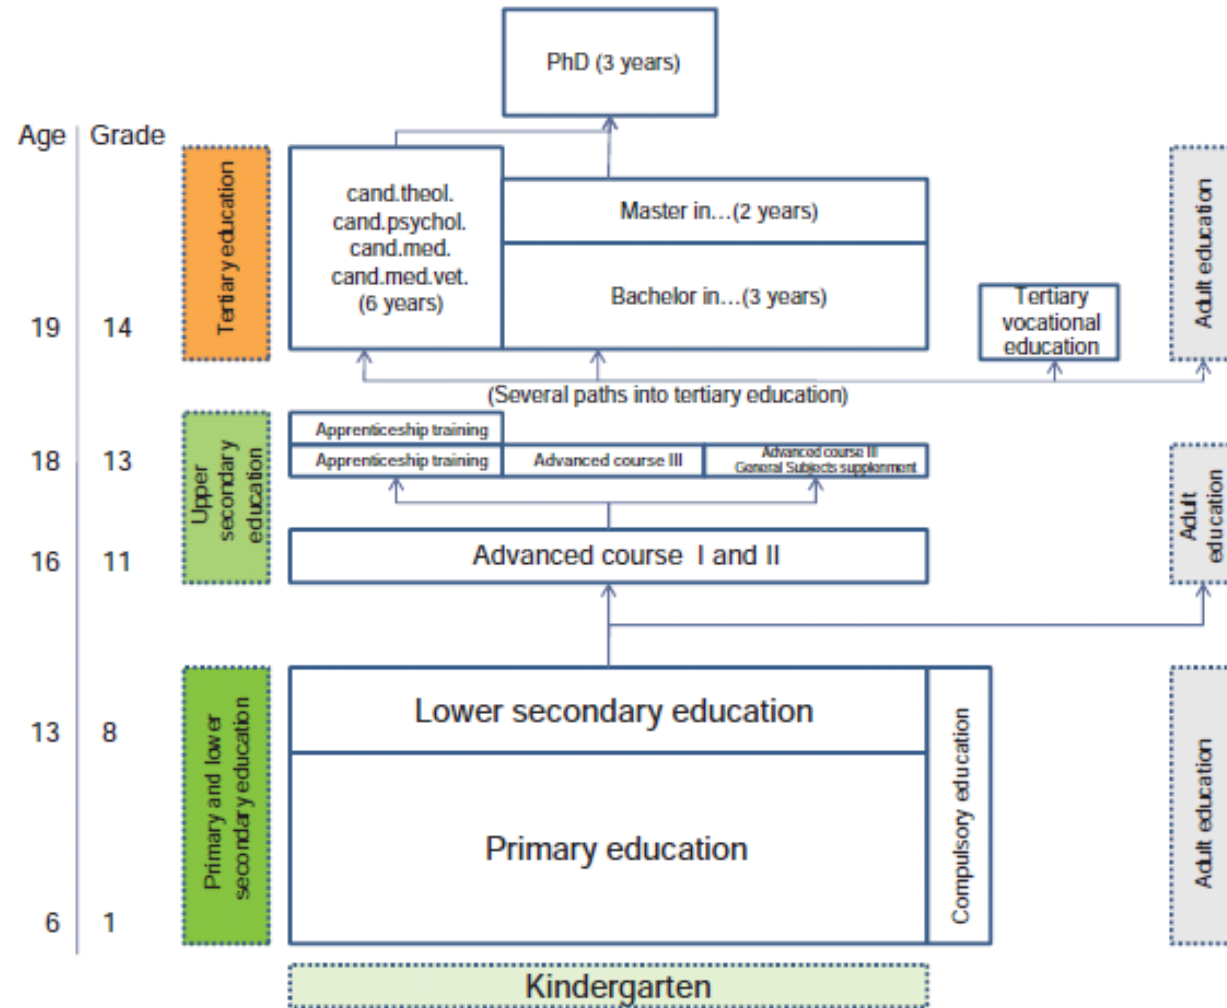 PhD (3 years)
Age Grade
Tertiary education
cand.theol.
cand.psychol.
cand.med.
cand.med.vet.
(6 years)
Master in...(2 years)
Bachelor in...(3 years)
Tertiary
vocational
education
Adult education
19 14
(Several paths into tertiary education)
Upper
secondary
education
Apprenticeship training
18 13
Apprenticeship training
Advanced course III
Advanced course III
General Subjects supplenment
Adult
education
16 11
Advanced course I and II
Primary and lower
secondary education
Lower secondary education
13 8
Compulsory education
Adult education
Primary education
6 1
Kindergarten